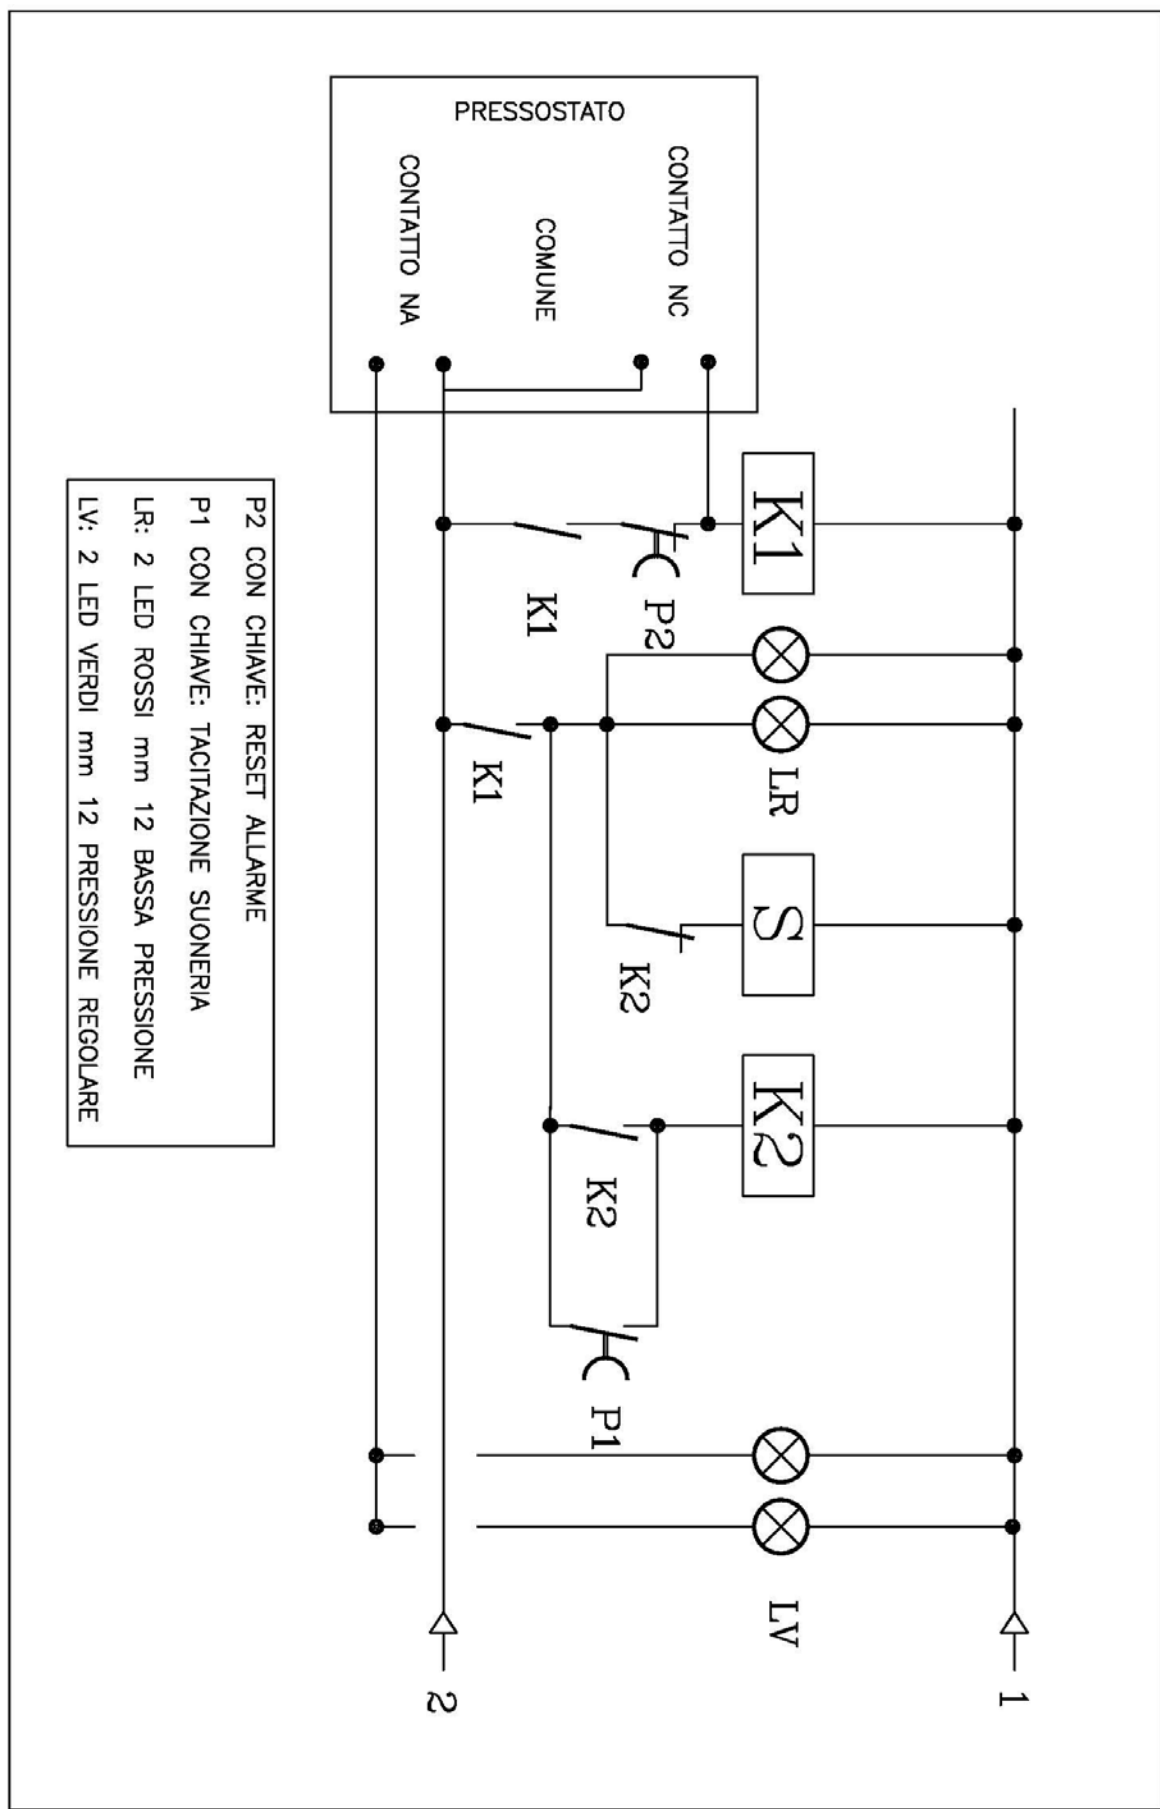 PRESSOSTATO
CONTATTO NC
COMUNE
CONTATTO NA
K1
P2
K1
LR
K1
S
K2
K2
K2
P1
LV
1
2
P2 CON CHIAVE: RESET ALLARME
P1 CON CHIAVE: TACITAZIONE SUONERIA
LR: 2 LED ROSSI mm 12 BASSA PRESSIONE
LV: 2 LED VERDI mm 12 PRESSIONE REGOLARE